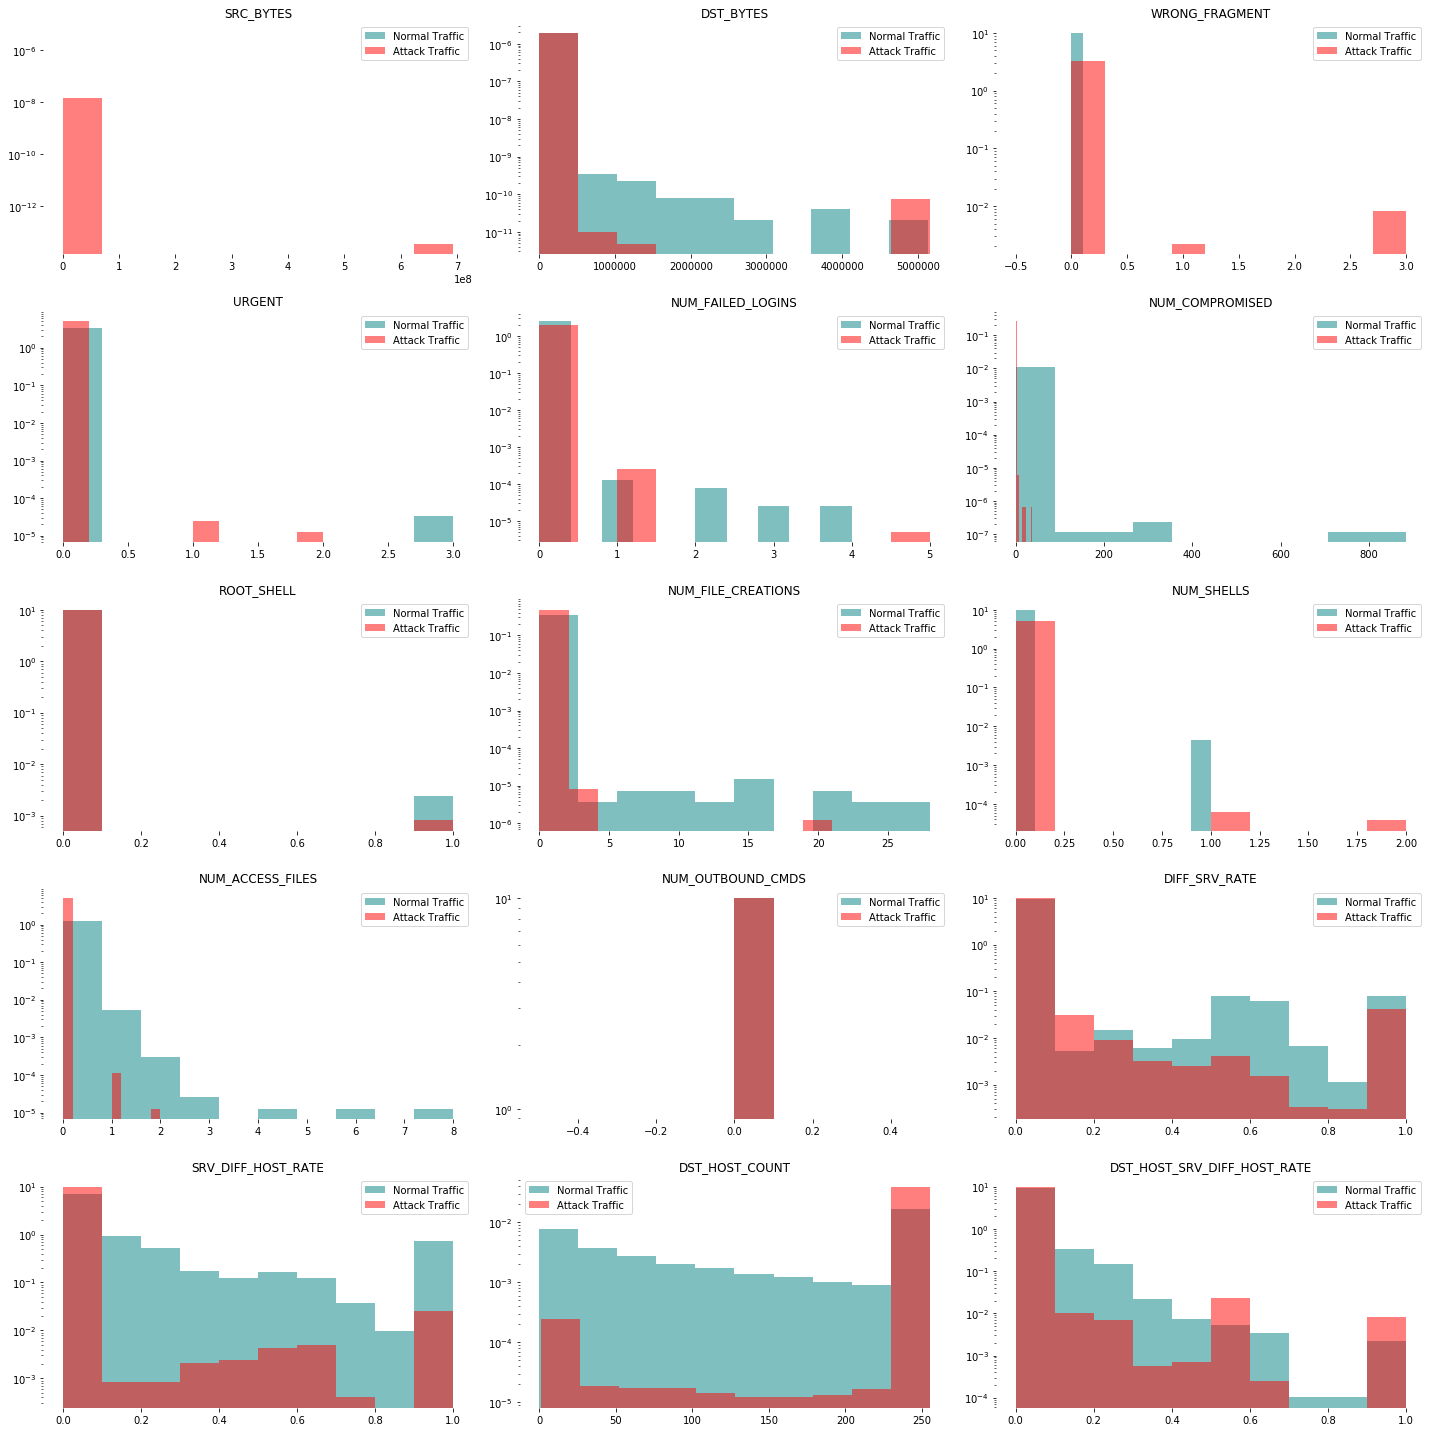 SRC_BYTES
Normal Traffic
Attack Traffic
10⁻⁶
10⁻⁸
10⁻¹⁰
10⁻¹²
0 1 2 3 4 5 6 7
1e8
DST_BYTES
Normal Traffic
Attack Traffic
10⁻⁶
10⁻⁷
10⁻⁸
10⁻⁹
10⁻¹⁰
10⁻¹¹
0 1000000 2000000 3000000 4000000 5000000
WRONG_FRAGMENT
Normal Traffic
Attack Traffic
10¹
10⁰
10⁻¹
10⁻²
-0.5 0.0 0.5 1.0 1.5 2.0 2.5 3.0
URGENT
Normal Traffic
Attack Traffic
10⁰
10⁻¹
10⁻²
10⁻³
10⁻⁴
10⁻⁵
0.0 0.5 1.0 1.5 2.0 2.5 3.0
NUM_FAILED_LOGINS
Normal Traffic
Attack Traffic
10⁰
10⁻¹
10⁻²
10⁻³
10⁻⁴
10⁻⁵
0 1 2 3 4 5
NUM_COMPROMISED
Normal Traffic
Attack Traffic
10⁻¹
10⁻²
10⁻³
10⁻⁴
10⁻⁵
10⁻⁶
10⁻⁷
0 200 400 600 800
ROOT_SHELL
Normal Traffic
Attack Traffic
10¹
10⁰
10⁻¹
10⁻²
10⁻³
0.0 0.2 0.4 0.6 0.8 1.0
NUM_FILE_CREATIONS
Normal Traffic
Attack Traffic
10⁻¹
10⁻²
10⁻³
10⁻⁴
10⁻⁵
10⁻⁶
0 5 10 15 20 25
NUM_SHELLS
Normal Traffic
Attack Traffic
10¹
10⁰
10⁻¹
10⁻²
10⁻³
10⁻⁴
0.00 0.25 0.50 0.75 1.00 1.25 1.50 1.75 2.00
NUM_ACCESS_FILES
Normal Traffic
Attack Traffic
10⁰
10⁻¹
10⁻²
10⁻³
10⁻⁴
10⁻⁵
0 1 2 3 4 5 6 7 8
NUM_OUTBOUND_CMDS
Normal Traffic
Attack Traffic
10¹
10⁰
−0.4 −0.2 0.0 0.2 0.4
DIFF_SRV_RATE
Normal Traffic
Attack Traffic
10¹
10⁰
10⁻¹
10⁻²
10⁻³
0.0 0.2 0.4 0.6 0.8 1.0
SRV_DIFF_HOST_RATE
Normal Traffic
Attack Traffic
10¹
10⁰
10⁻¹
10⁻²
10⁻³
0.0 0.2 0.4 0.6 0.8 1.0
DST_HOST_COUNT
Normal Traffic
Attack Traffic
10⁻²
10⁻³
10⁻⁴
10⁻⁵
0 50 100 150 200 250
DST_HOST_SRV_DIFF_HOST_RATE
Normal Traffic
Attack Traffic
10¹
10⁰
10⁻¹
10⁻²
10⁻³
10⁻⁴
0.0 0.2 0.4 0.6 0.8 1.0